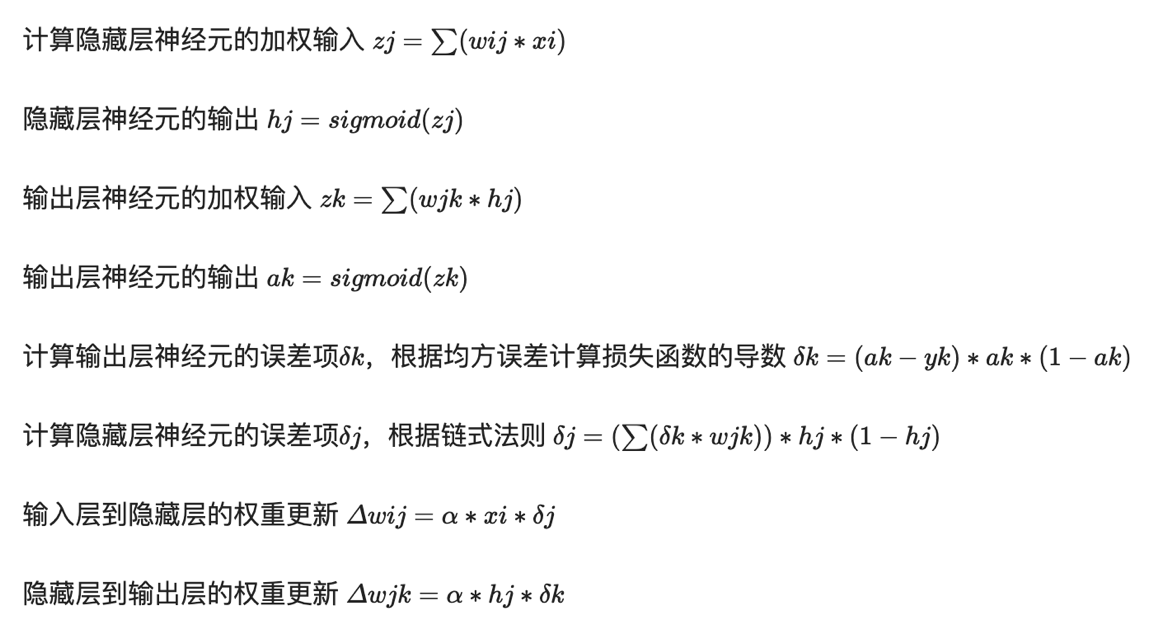 计算隐藏层神经元的加权输入 zj = ∑(wij * xi)
隐藏层神经元的输出 hj = sigmoid(zj)
输出层神经元的加权输入 zk = ∑(wjk * hj)
输出层神经元的输出 ak = sigmoid(zk)
计算输出层神经元的误差项δk，根据均方误差计算损失函数的导数 δk = (ak − yk) * ak * (1 − ak)
计算隐藏层神经元的误差项δj，根据链式法则 δj = (∑(δk * wjk)) * hj * (1 − hj)
输入层到隐藏层的权重更新 Δwij = α * xi * δj
隐藏层到输出层的权重更新 Δwjk = α * hj * δk